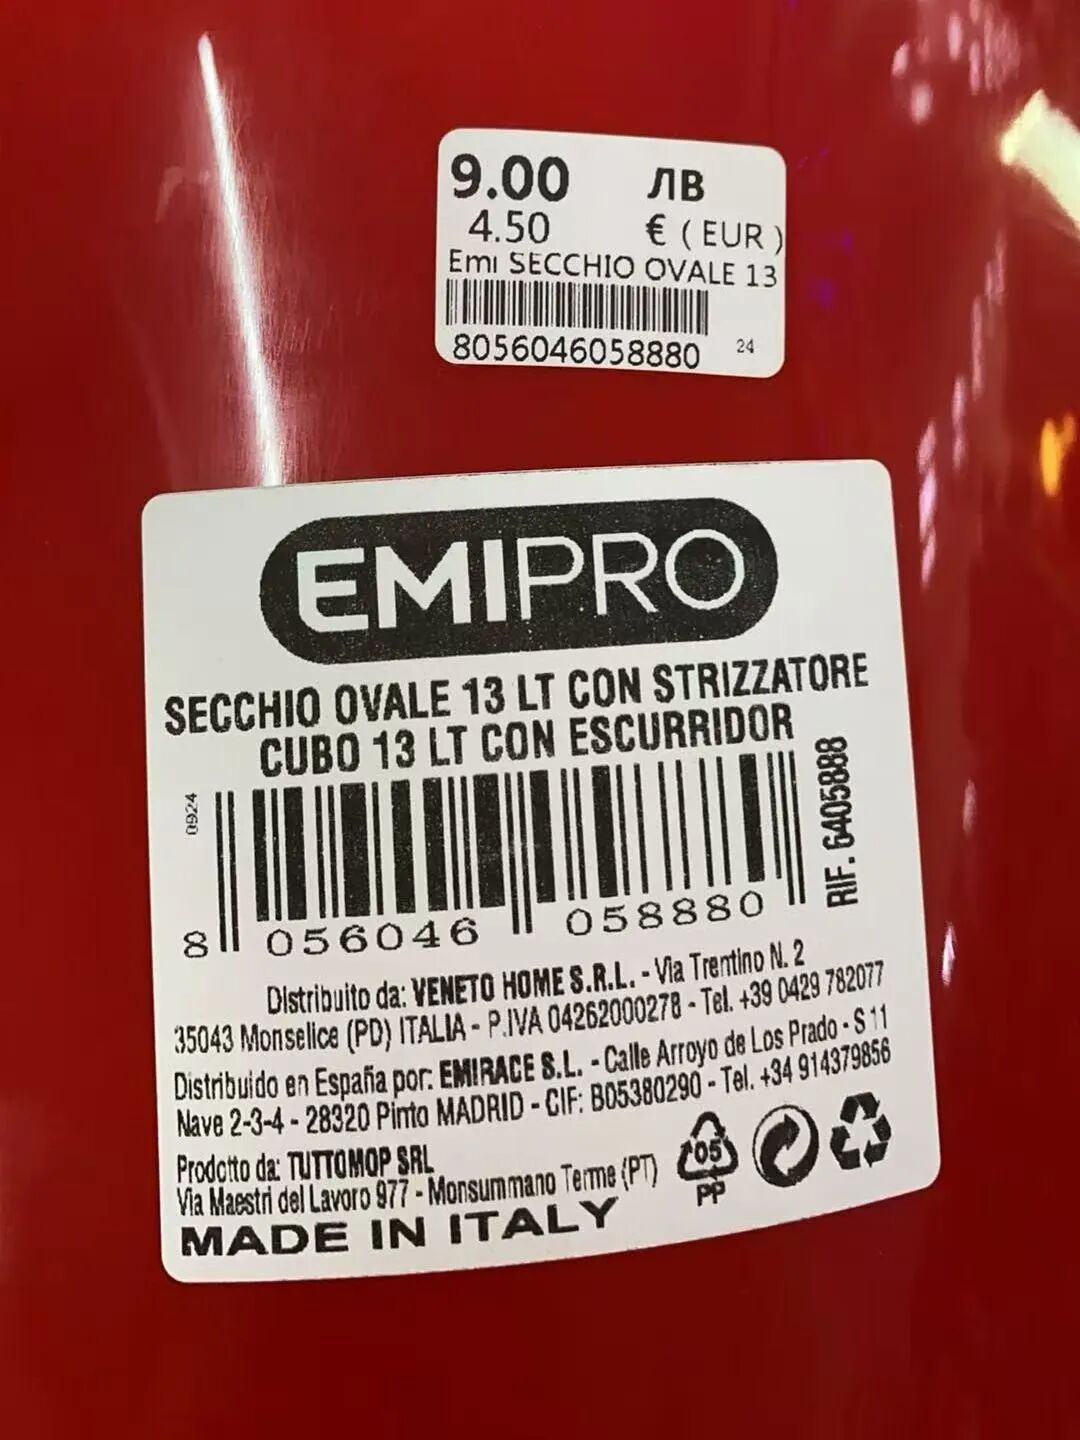 9.00 ЛВ
4.50 € ( EUR )
Emi SECCHIO OVALE 13
8056046058880 24
EMIPRO
SECCHIO OVALE 13 LT CON STRIZZATORE
CUBO 13 LT CON ESCURRIDOR
0924
RIF. 6405888
8 056046 058880
Distribuito da: VENETO HOME S.R.L. - Via Trentino N. 2
35043 Monselice (PD) ITALIA - P.IVA 04262000278 - Tel. +39 0429 782077
Distribuido en España por: EMIRACE S.L. - Calle Arroyo de Los Prado - S 11
Nave 2-3-4 - 28320 Pinto MADRID - CIF: B05380290 - Tel. +34 914379856
Prodotto da: TUTTOMOP SRL
Via Maestri del Lavoro 977 - Monsummano Terme (PT)
MADE IN ITALY
05
PP